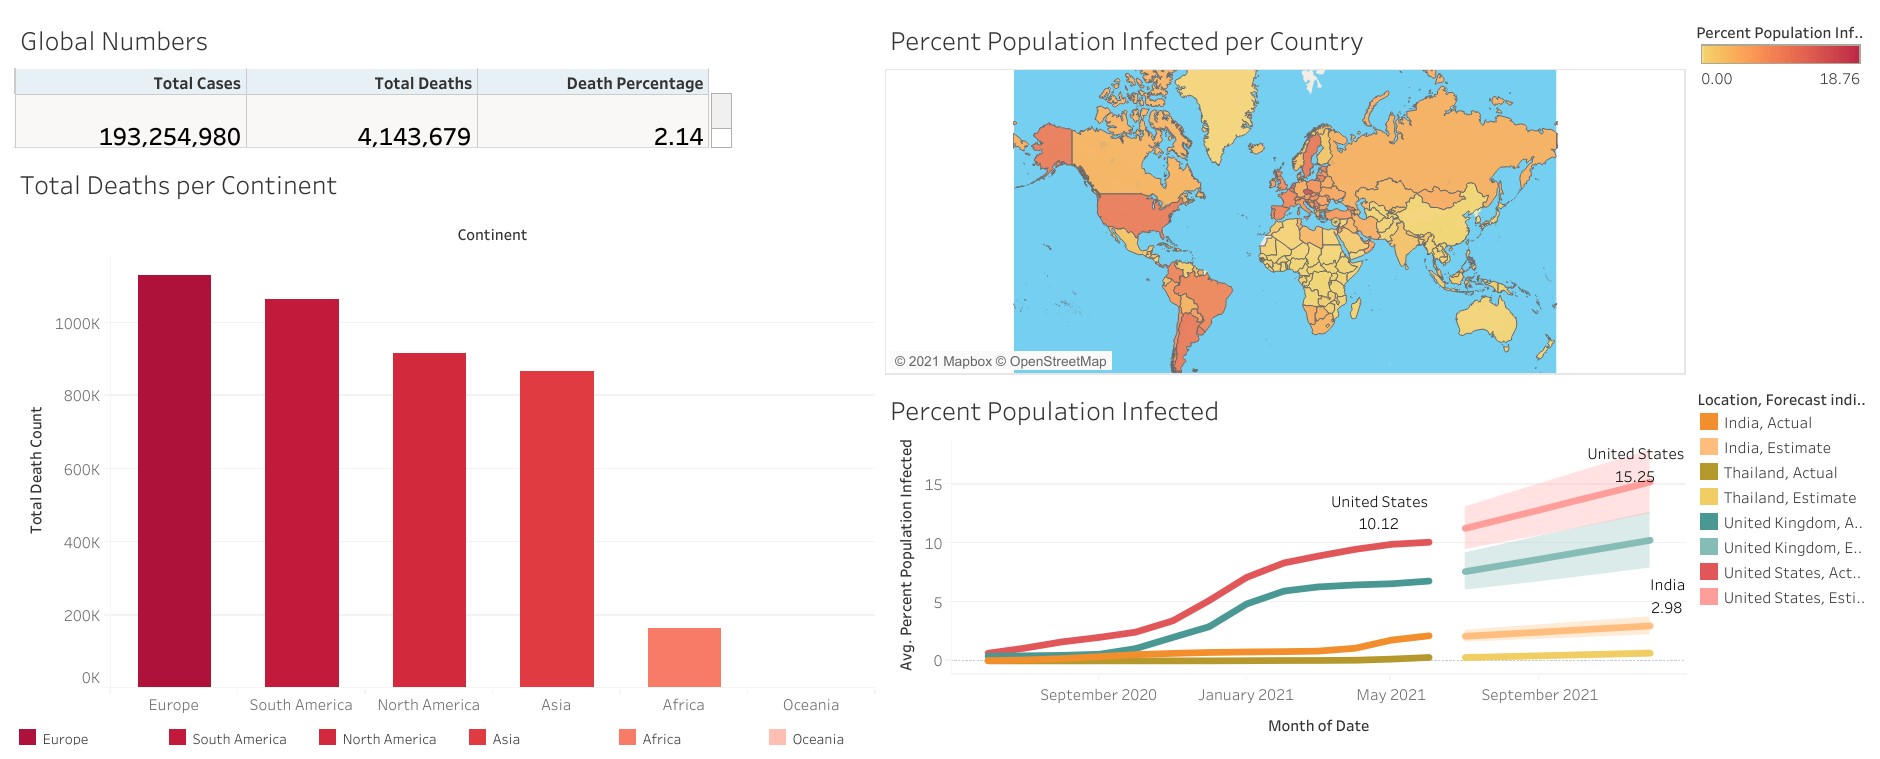 Global Numbers
Total Cases Total Deaths Death Percentage
193,254,980 4,143,679 2.14
Total Deaths per Continent
Continent
Total Death Count
1000K
800K
600K
400K
200K
0K
Europe South America North America Asia Africa Oceania
Europe South America North America Asia Africa Oceania
Percent Population Infected per Country
© 2021 Mapbox © OpenStreetMap
Percent Population Inf..
0.00 18.76
Percent Population Infected
Avg. Percent Population Infected
15
10
5
0
United States
10.12
United States
15.25
India
2.98
September 2020 January 2021 May 2021 September 2021
Month of Date
Location, Forecast indi..
India, Actual
India, Estimate
Thailand, Actual
Thailand, Estimate
United Kingdom, A..
United Kingdom, E..
United States, Act..
United States, Esti..